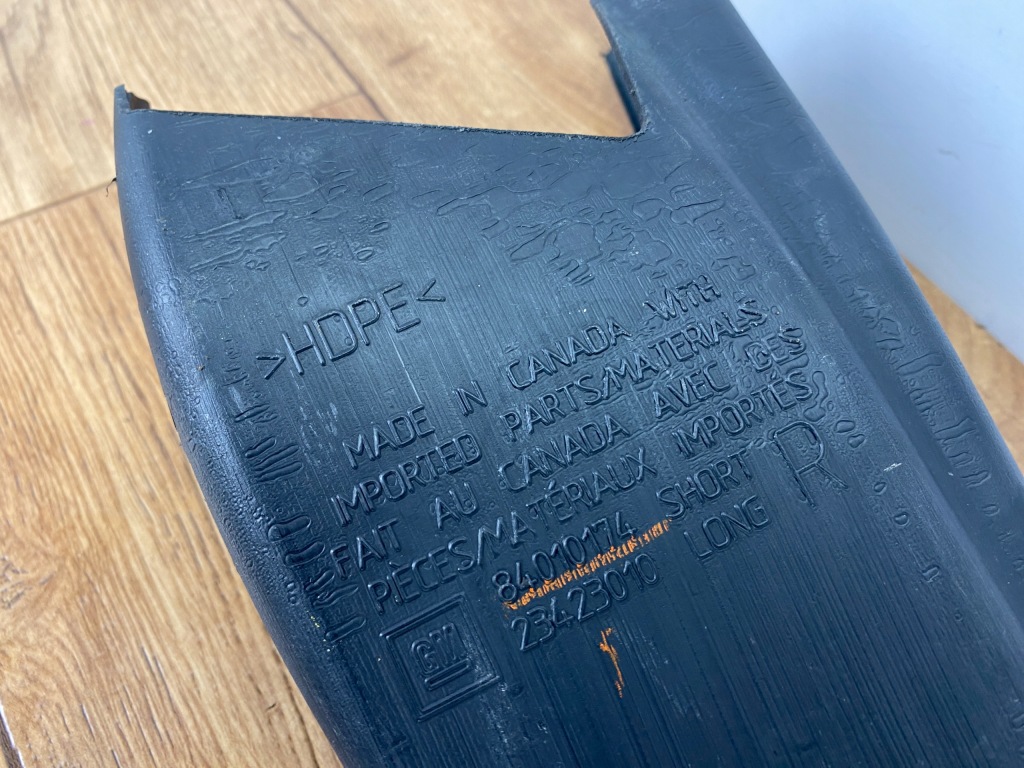 >HDPE<
MADE IN CANADA WITH
IMPORTED PARTS/MATERIALS
FAIT AU CANADA AVEC DES
PIÈCES/MATÉRIAUX IMPORTÉS
84010174 SHORT
23423010 LONG
R
GM